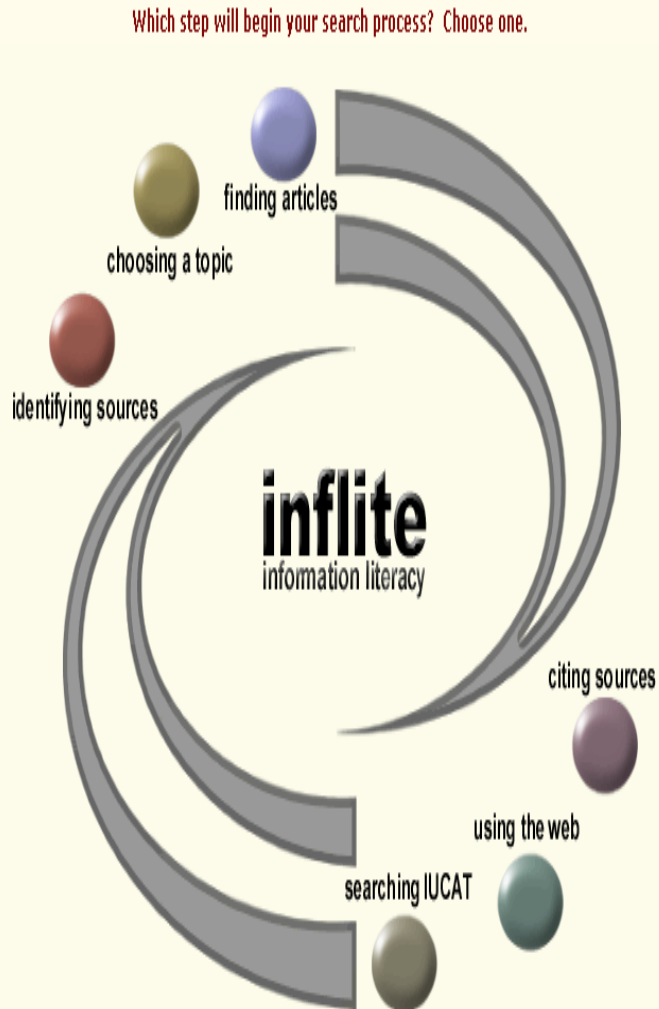 Which step will begin your search process? Choose one.
finding articles
choosing a topic
identifying sources
inflite
information literacy
citing sources
using the web
searching IUCAT